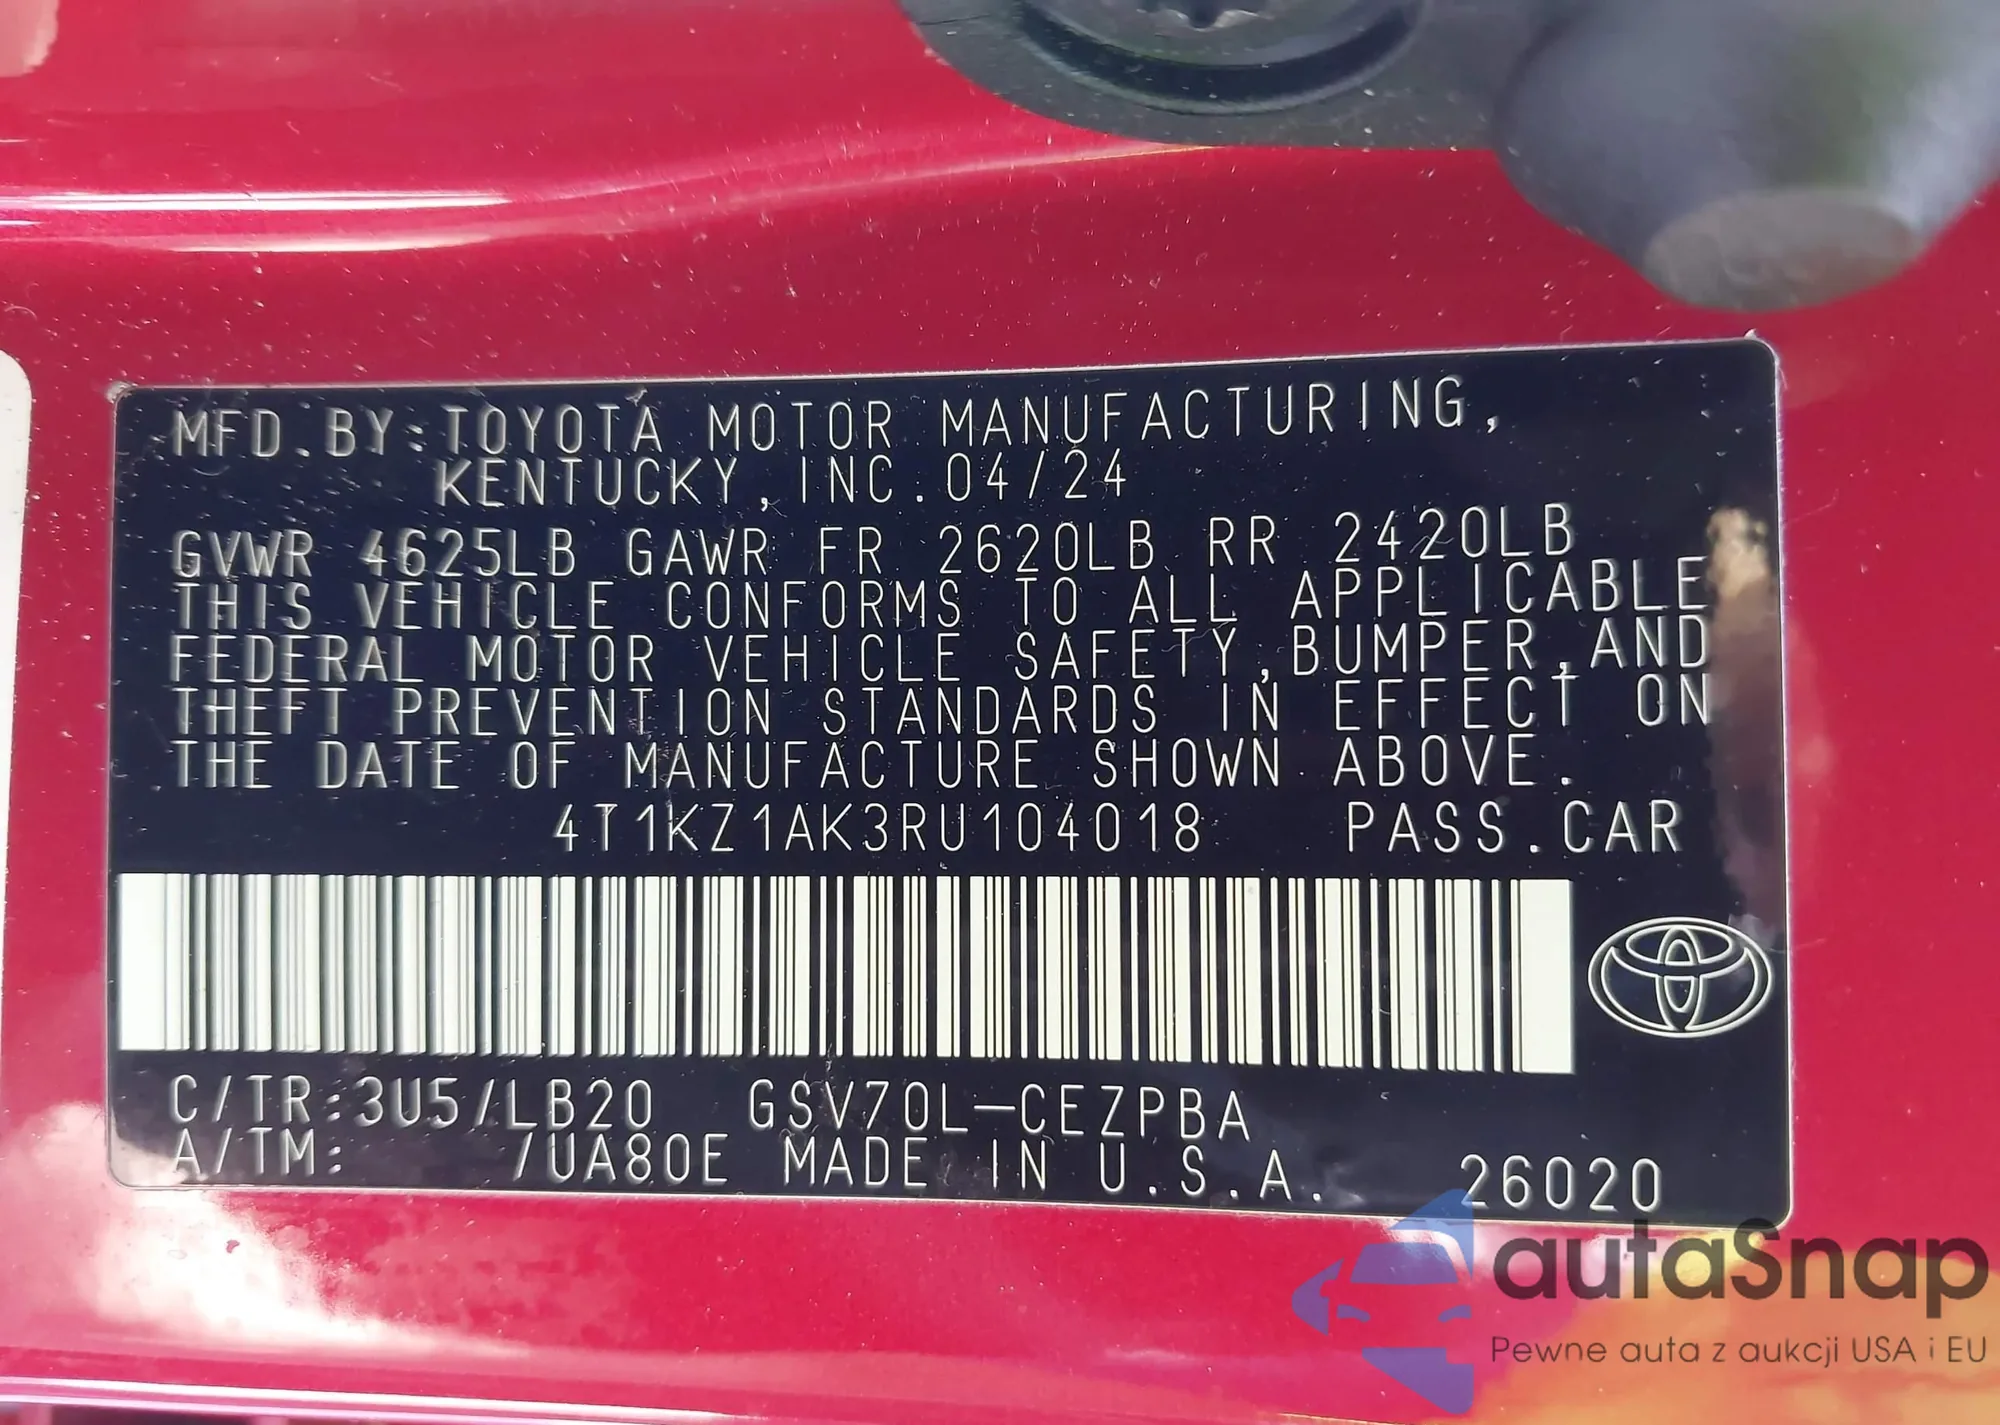 MFD.BY:TOYOTA MOTOR MANUFACTURING,
KENTUCKY,INC.04/24
GVWR 4625LB GAWR FR 2620LB RR 2420LB
THIS VEHICLE CONFORMS TO ALL APPLICABLE
FEDERAL MOTOR VEHICLE SAFETY,BUMPER,AND
THEFT PREVENTION STANDARDS IN EFFECT ON
THE DATE OF MANUFACTURE SHOWN ABOVE.
4T1KZ1AK3RU104018 PASS.CAR
C/TR:3U5/LB20 GSV70L-CEZPBA
A/TM: /UA80E MADE IN U.S.A. 26020
autaSnap
Pewne auta z aukcji USA i EU